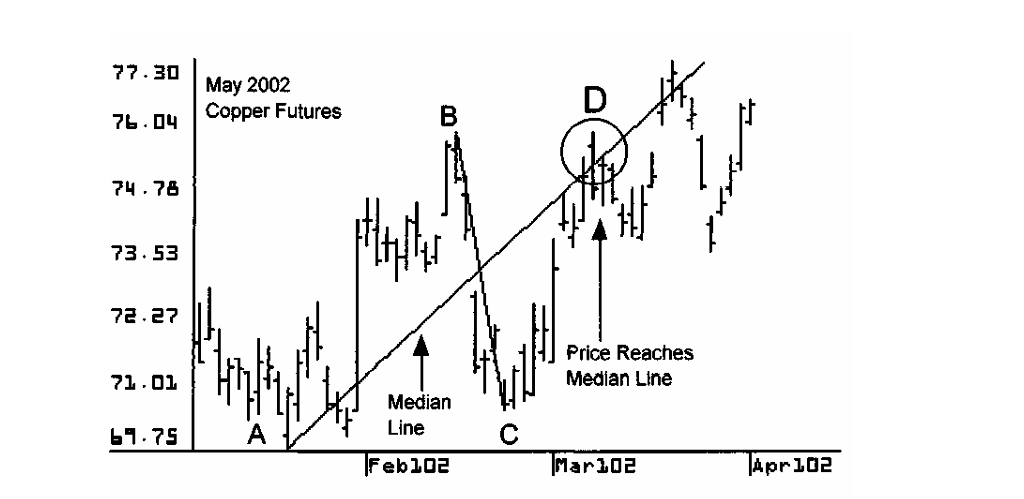 77.30
May 2002
Copper Futures
76.04
B
D
74.78
73.53
72.27
Price Reaches
Median Line
71.01
Median
Line
A
C
69.75
Feb102
Mar102
Apr102